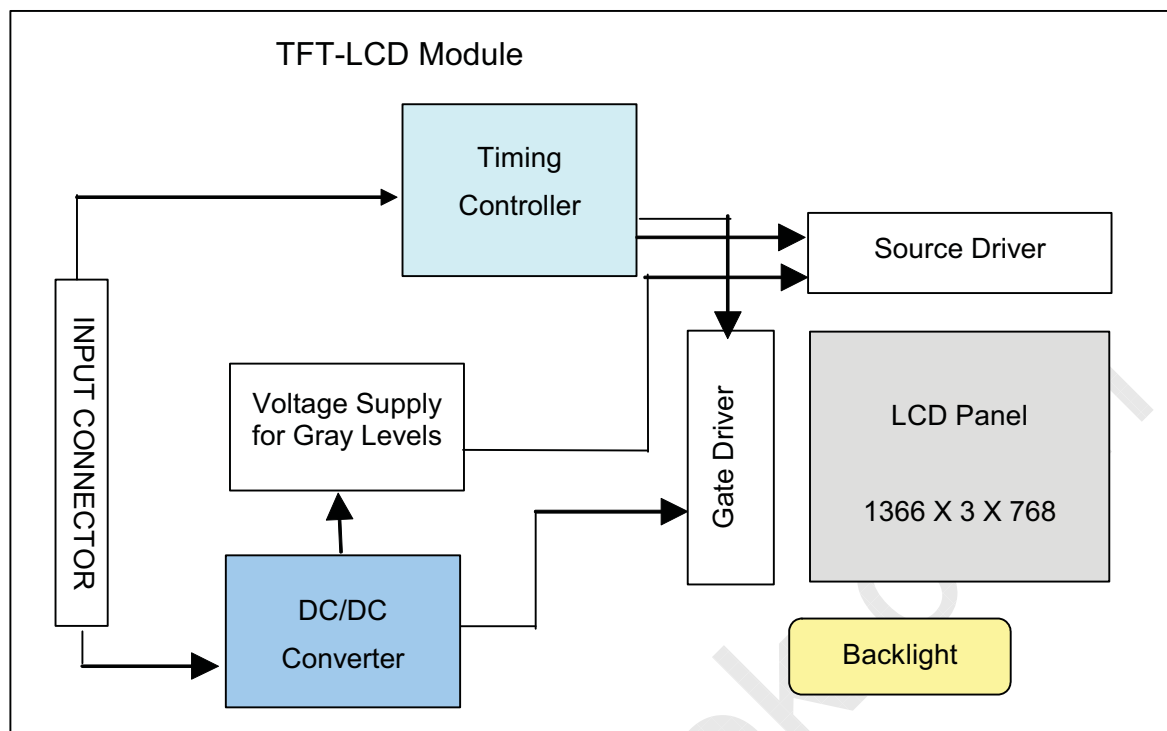 TFT-LCD Module
Timing
Controller
Source Driver
INPUT CONNECTOR
Voltage Supply
for Gray Levels
Gate Driver
LCD Panel
1366 X 3 X 768
DC/DC
Converter
Backlight